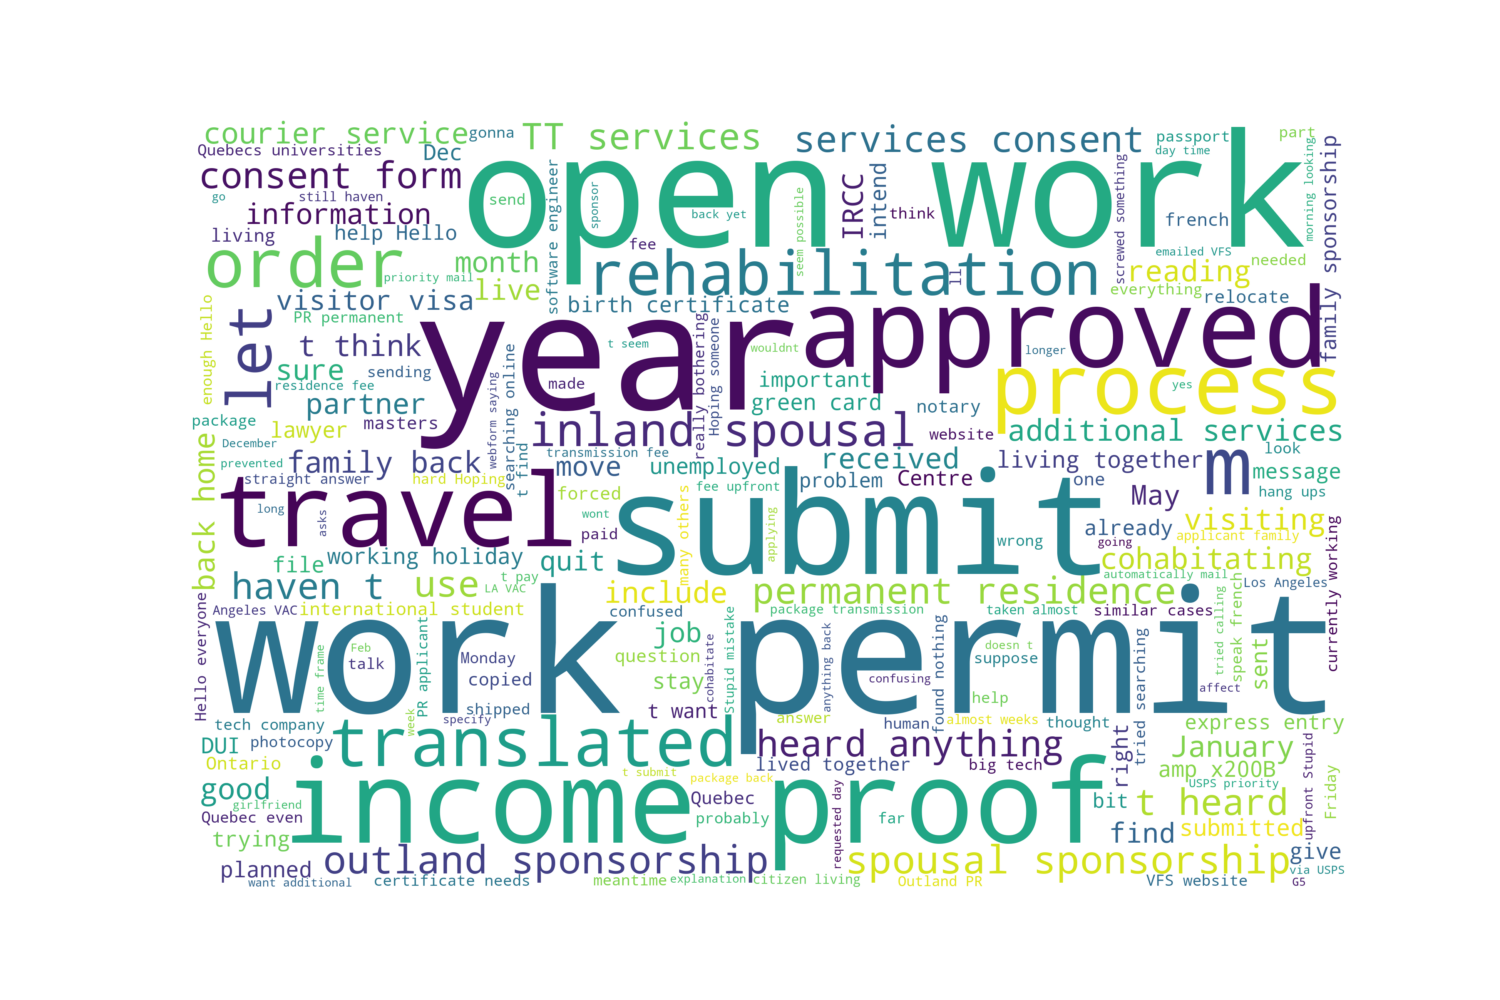 courier service
gonna
TT services
services consent
passport
part
Quebecs universities
Dec
day time
consent form
open work
go
still haven
send
sponsor
software engineer
back yet
seem possible
IRCC
intend
think
french
screwed something
morning looking
family sponsorship
information
living
help Hello
fee
emailed VFS
needed
order
month
priority mail
live
rehabilitation
ll
reading
everything
relocate
visitor visa
birth certificate
PR permanent
enough Hello
let
t think
year
approved
t seem
really bothering
Hoping someone
wouldnt
longer
sure
sending
residence fee
searching online
made
important
process
yes
partner
green card
notary
package
lawyer
masters
webform saying
inland spousal
website
additional services
December
transmission fee
look
back home
prevented
family back
t find
move
unemployed
received
living together
one
message
straight answer
hard Hoping
fee upfront
problem
Centre
m
hang ups
long
asks
travel
forced
submit
May
wont
many others
applying
already
visiting
paid
wrong
going
applicant family
file
working holiday
quit
cohabitating
currently working
haven t
use
t pay
LA VAC
include
permanent residence
automatically mail
Los Angeles
Hello everyone
Angeles VAC
international student
confused
package transmission
taken almost
similar cases
work permit
time frame
Feb
talk
PR applicant
Monday
copied
job
question
stay
cohabitate
Stupid mistake
anything back
confusing
found nothing
doesn t
suppose
help
tried searching
tried calling
speak french
sent
affect
tech company
week
specify
shipped
t want
answer
human
almost weeks
thought
express entry
DUI
photocopy
translated
heard anything
right
January
Ontario
lived together
big tech
amp x200B
good
t submit
package back
USPS priority
girlfriend
income proof
Quebec
bit
t heard
Friday
upfront Stupid
Quebec even
probably
requested day
far
find
submitted
trying
planned
outland sponsorship
spousal sponsorship
give
via USPS
want additional
certificate needs
meantime
explanation
citizen living
Outland PR
VFS website
G5